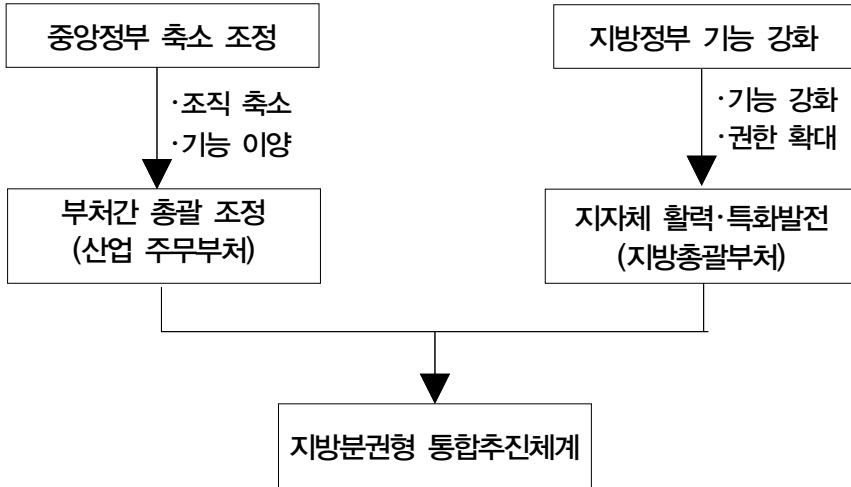 중앙정부 축소 조정
지방정부 기능 강화
·조직 축소
·기능 이양
·기능 강화
·권한 확대
부처간 총괄 조정
(산업 주무부처)
지자체 활력·특화발전
(지방총괄부처)
지방분권형 통합추진체계